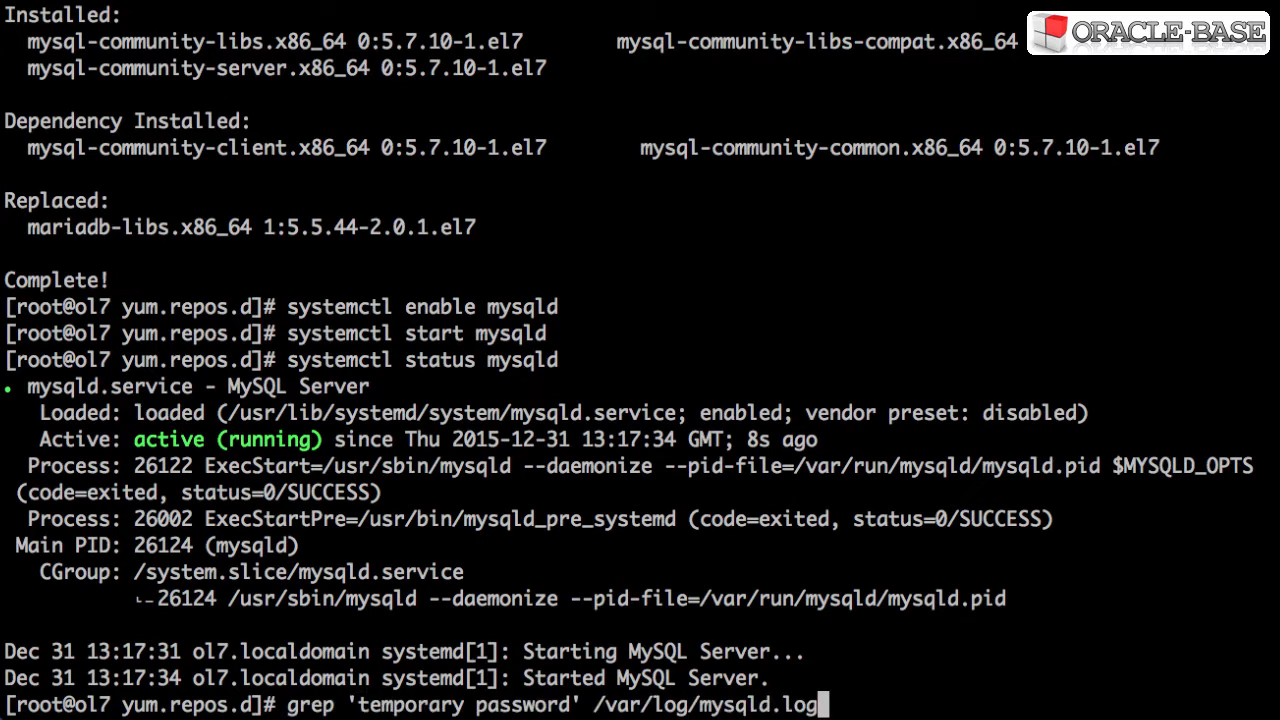 Installed:
mysql-community-libs.x86_64 0:5.7.10-1.el7 mysql-community-libs-compat.x86_64
ORACLE-BASE
mysql-community-server.x86_64 0:5.7.10-1.el7
Dependency Installed:
mysql-community-client.x86_64 0:5.7.10-1.el7 mysql-community-common.x86_64 0:5.7.10-1.el7
Replaced:
mariadb-libs.x86_64 1:5.5.44-2.0.1.el7
Complete!
[root@ol7 yum.repos.d]# systemctl enable mysqld
[root@ol7 yum.repos.d]# systemctl start mysqld
[root@ol7 yum.repos.d]# systemctl status mysqld
● mysqld.service - MySQL Server
Loaded: loaded (/usr/lib/systemd/system/mysqld.service; enabled; vendor preset: disabled)
Active: active (running) since Thu 2015-12-31 13:17:34 GMT; 8s ago
Process: 26122 ExecStart=/usr/sbin/mysqld --daemonize --pid-file=/var/run/mysqld/mysqld.pid $MYSQLD_OPTS
(code=exited, status=0/SUCCESS)
Process: 26002 ExecStartPre=/usr/bin/mysqld_pre_systemd (code=exited, status=0/SUCCESS)
Main PID: 26124 (mysqld)
CGroup: /system.slice/mysqld.service
└─26124 /usr/sbin/mysqld --daemonize --pid-file=/var/run/mysqld/mysqld.pid
Dec 31 13:17:31 ol7.localdomain systemd[1]: Starting MySQL Server...
Dec 31 13:17:34 ol7.localdomain systemd[1]: Started MySQL Server.
[root@ol7 yum.repos.d]# grep 'temporary password' /var/log/mysqld.log